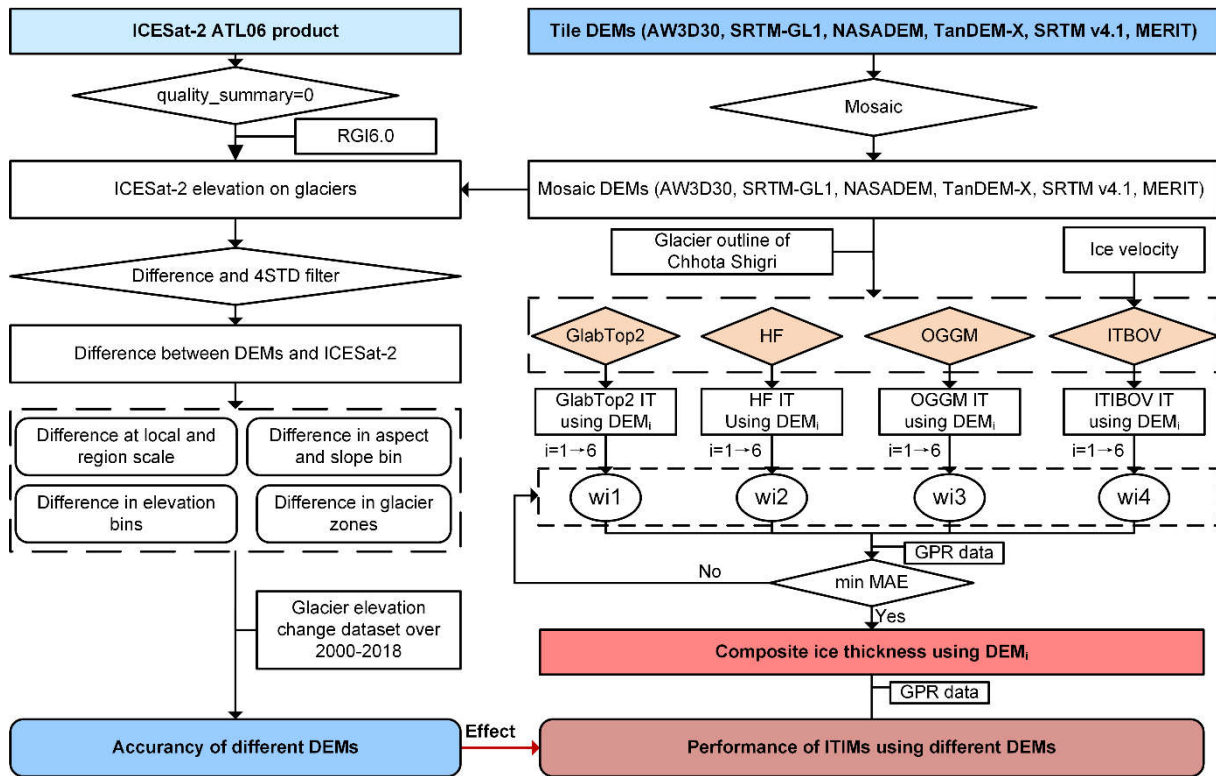 ICESat-2 ATL06 product
Tile DEMs (AW3D30, SRTM-GL1, NASADEM, TanDEM-X, SRTM v4.1, MERIT)
quality_summary=0
Mosaic
RGI6.0
ICESat-2 elevation on glaciers
Mosaic DEMs (AW3D30, SRTM-GL1, NASADEM, TanDEM-X, SRTM v4.1, MERIT)
Glacier outline of
Chhota Shigri
Ice velocity
Difference and 4STD filter
GlabTop2
HF
OGGM
ITBOV
Difference between DEMs and ICESat-2
GlabTop2 IT
using DEMi
HF IT
Using DEMi
OGGM IT
using DEMi
ITIBOV IT
using DEMi
i=1→6
i=1→6
i=1→6
i=1→6
Difference at local and
region scale
Difference in aspect
and slope bin
Difference in elevation
bins
Difference in glacier
zones
wi1
wi2
wi3
wi4
GPR data
No
min MAE
Yes
Glacier elevation
change dataset over
2000-2018
Composite ice thickness using DEMi
GPR data
Accurancy of different DEMs
Effect
Performance of ITIMs using different DEMs